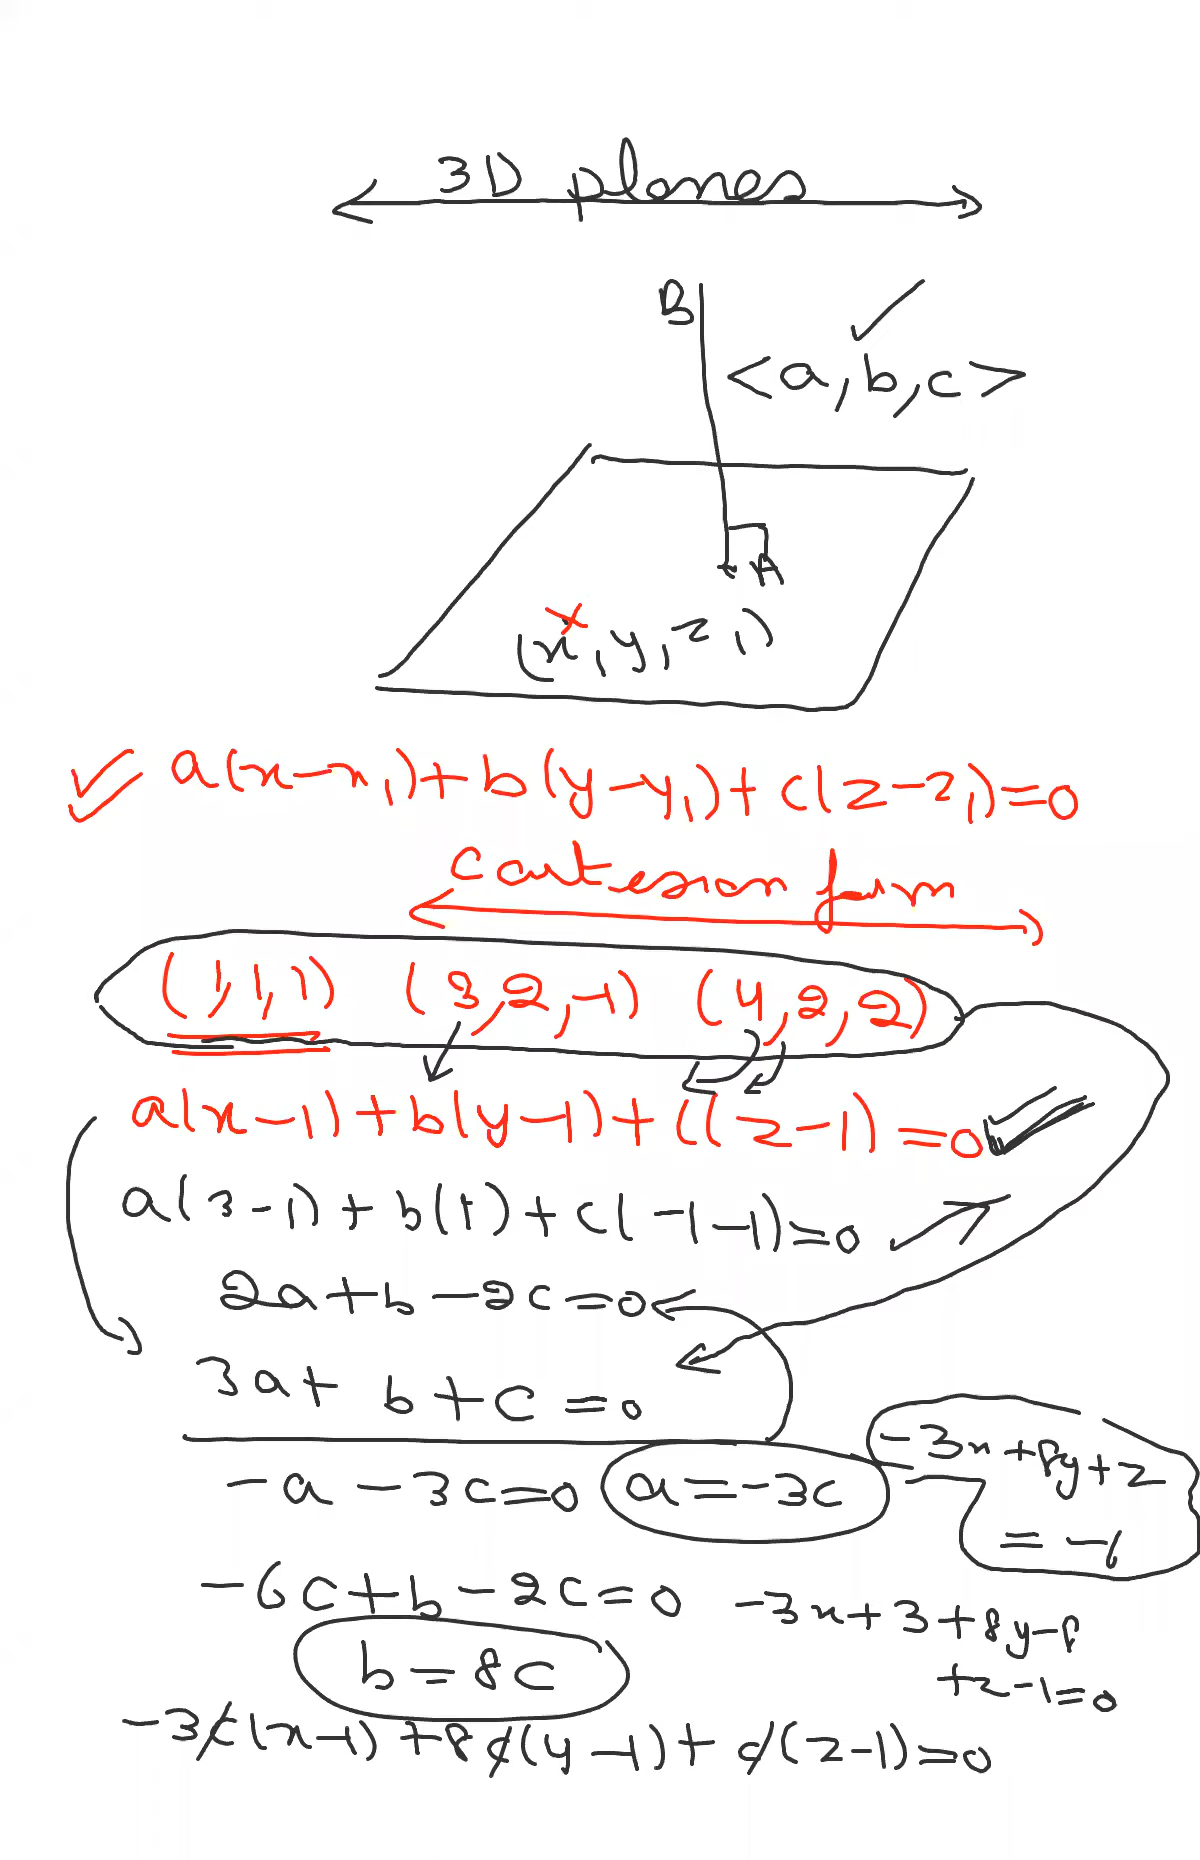 3D planes
B
<a,b,c>
A
(x₁,y₁,z₁)
a(x-x₁)+b(y-y₁)+c(z-z₁)=0
cartesian form
(1,1,1) (3,2,-1) (4,2,2)
a(x-1)+b(y-1)+c(z-1)=0
a(3-1)+b(1)+c(-1-1)=0
2a+b-2c=0
3a+b+c=0
-a-3c=0 a=-3c
-3x+8y+z
=-6
-6c+b-2c=0
b=8c
-3x+3+8y-8
+z-1=0
-3c(x-1)+8c(y-1)+c(z-1)=0